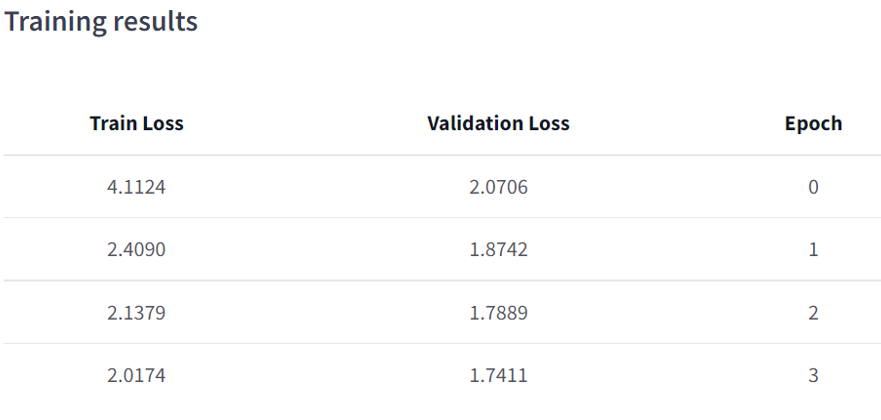 Training results
Train Loss Validation Loss Epoch
4.1124 2.0706 0
2.4090 1.8742 1
2.1379 1.7889 2
2.0174 1.7411 3